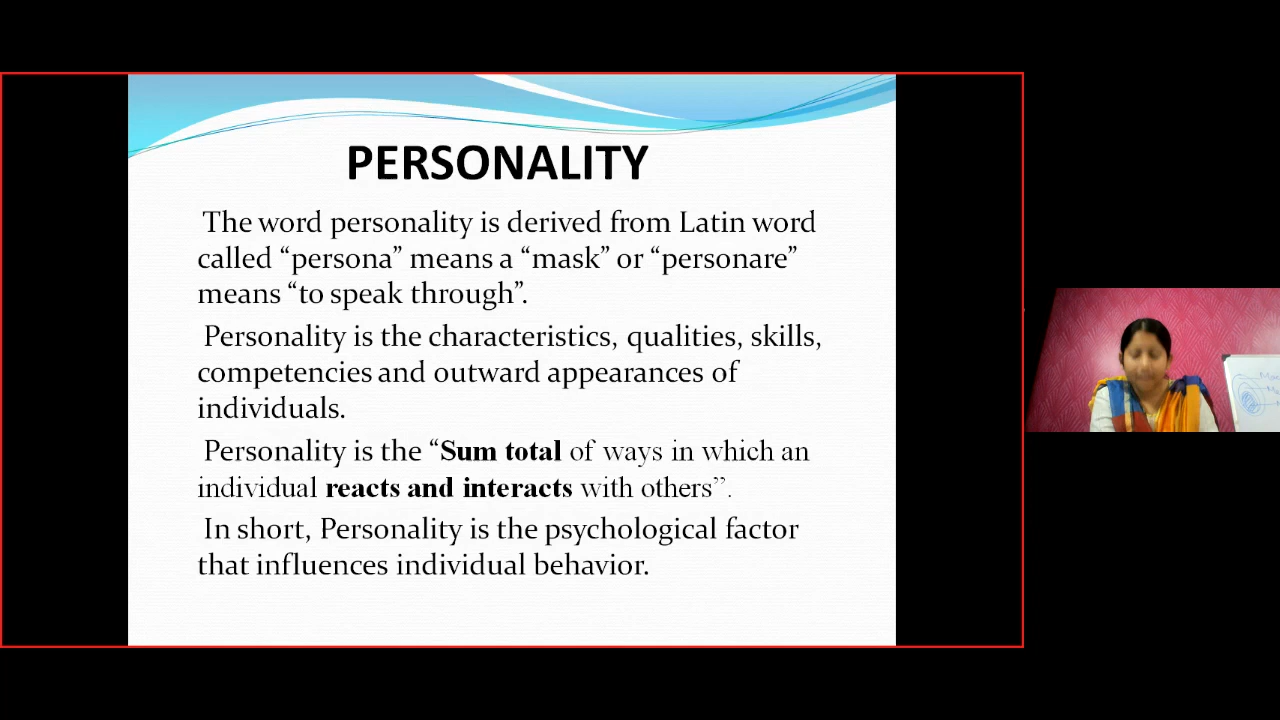 PERSONALITY
The word personality is derived from Latin word
called “persona” means a “mask” or “personare”
means “to speak through”.
Personality is the characteristics, qualities, skills,
competencies and outward appearances of
individuals.
Personality is the “Sum total of ways in which an
individual reacts and interacts with others”.
In short, Personality is the psychological factor
that influences individual behavior.